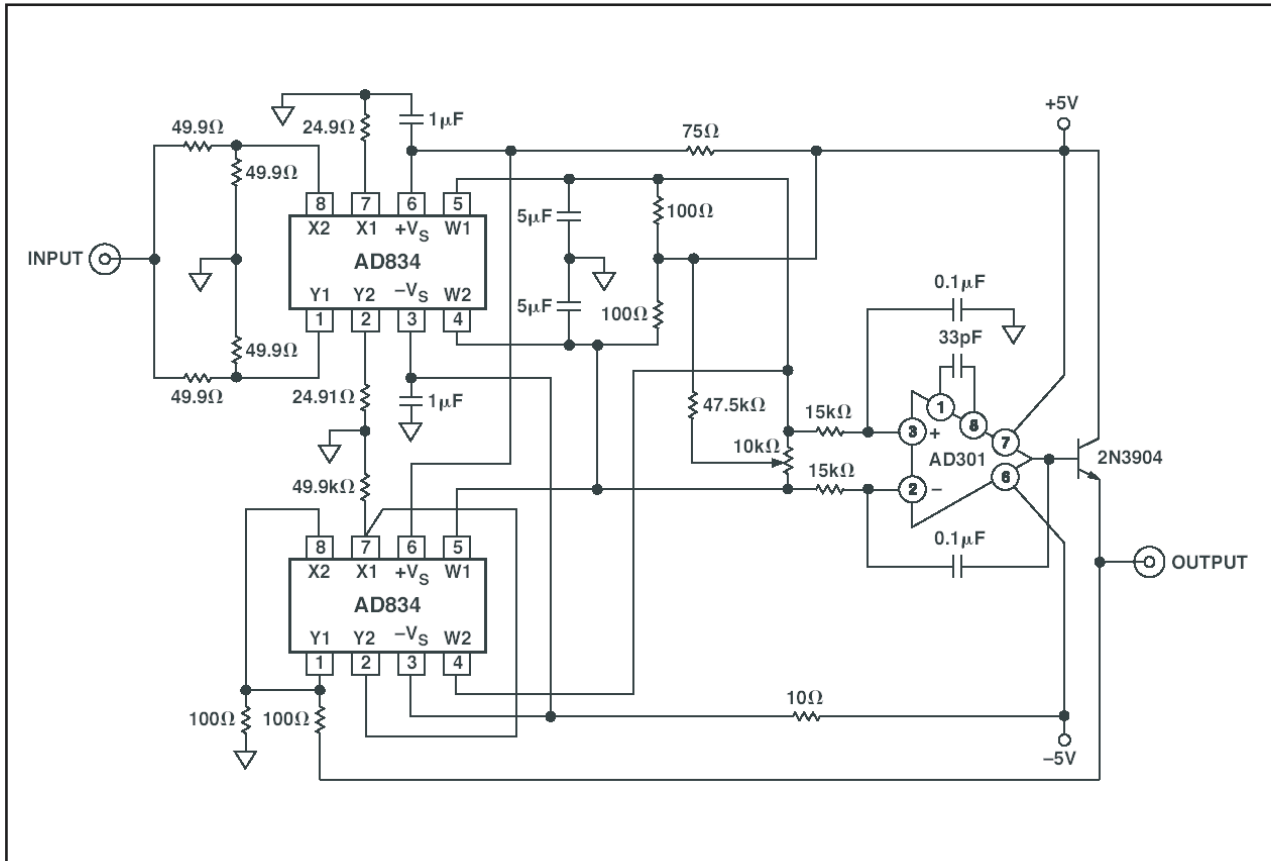 +5V
1µF
49.9Ω
24.9Ω
75Ω
49.9Ω
8 7 6 5
X2 X1 +VS W1
5µF
100Ω
INPUT
AD834
0.1µF
Y1 Y2 –VS W2
5µF
100Ω
1 2 3 4
33pF
49.9Ω
49.9Ω
24.91Ω
1µF
47.5kΩ
15kΩ
1
8
3 +
7
10kΩ
AD301
2N3904
15kΩ
2 –
6
49.9kΩ
0.1µF
8 7 6 5
X2 X1 +VS W1
OUTPUT
AD834
Y1 Y2 –VS W2
1 2 3 4
10Ω
100Ω
100Ω
–5V